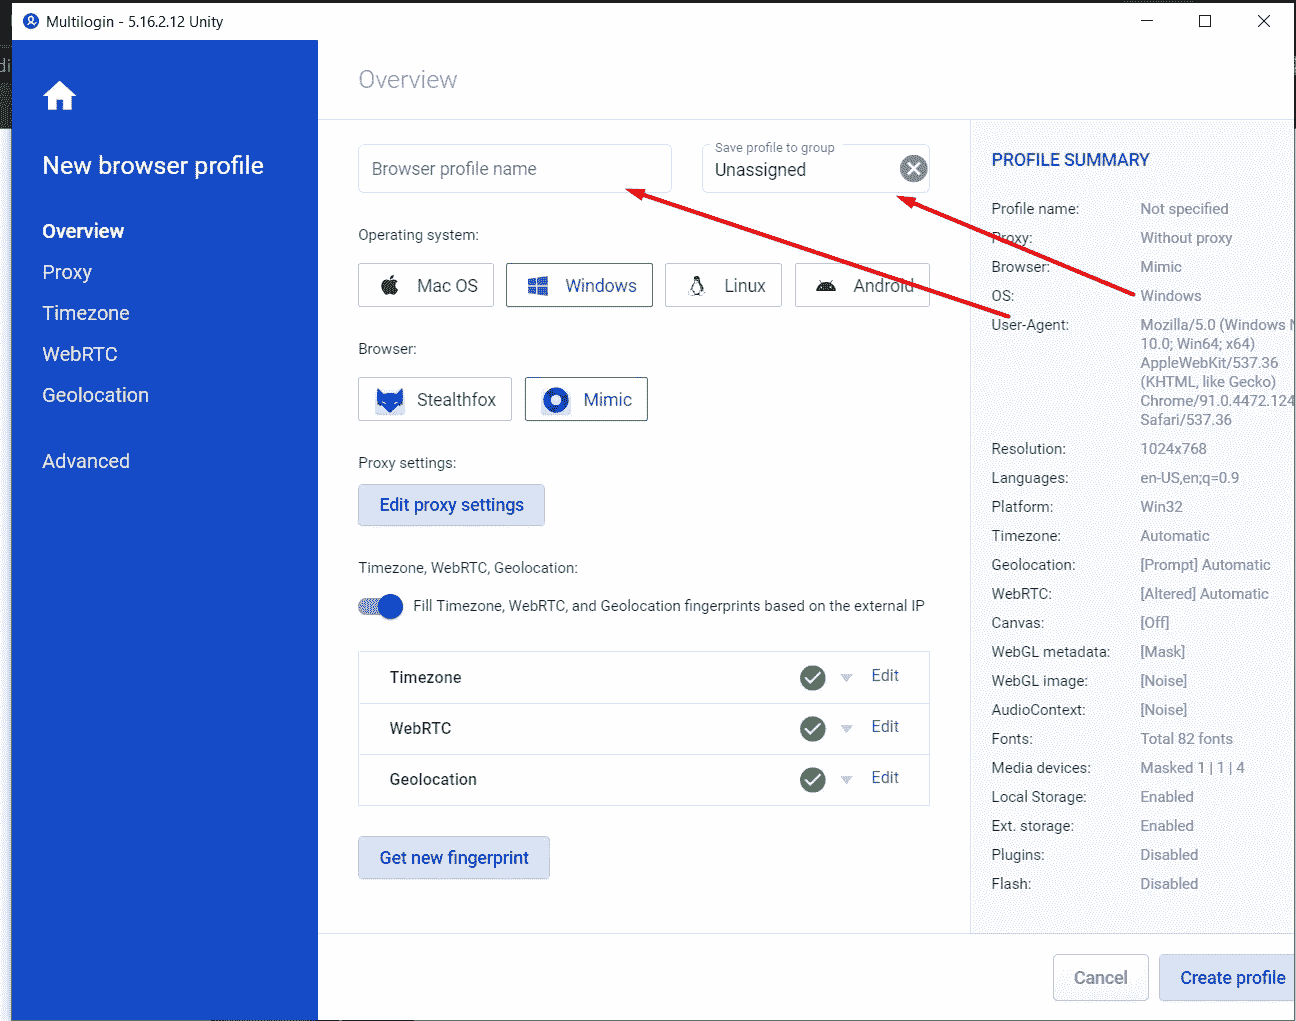 Multilogin - 5.16.2.12 Unity
New browser profile
Overview
Proxy
Timezone
WebRTC
Geolocation
Advanced
Overview
Browser profile name
Save profile to group
Unassigned
Operating system:
Mac OS
Windows
Linux
Android
Browser:
Stealthfox
Mimic
Proxy settings:
Edit proxy settings
Timezone, WebRTC, Geolocation:
Fill Timezone, WebRTC, and Geolocation fingerprints based on the external IP
Timezone Edit
WebRTC Edit
Geolocation Edit
Get new fingerprint
PROFILE SUMMARY
Profile name: Not specified
Proxy: Without proxy
Browser: Mimic
OS: Windows
User-Agent: Mozilla/5.0 (Windows N
10.0; Win64; x64)
AppleWebKit/537.36
(KHTML, like Gecko)
Chrome/91.0.4472.124
Safari/537.36
Resolution: 1024x768
Languages: en-US,en;q=0.9
Platform: Win32
Timezone: Automatic
Geolocation: [Prompt] Automatic
WebRTC: [Altered] Automatic
Canvas: [Off]
WebGL metadata: [Mask]
WebGL image: [Noise]
AudioContext: [Noise]
Fonts: Total 82 fonts
Media devices: Masked 1 | 1 | 4
Local Storage: Enabled
Ext. storage: Enabled
Plugins: Disabled
Flash: Disabled
Cancel
Create profile